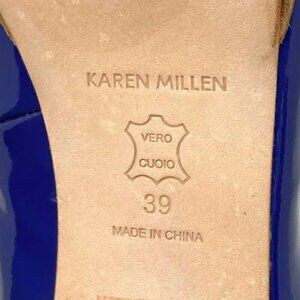 KAREN MILLEN
VERO
CUOIO
39
MADE IN CHINA